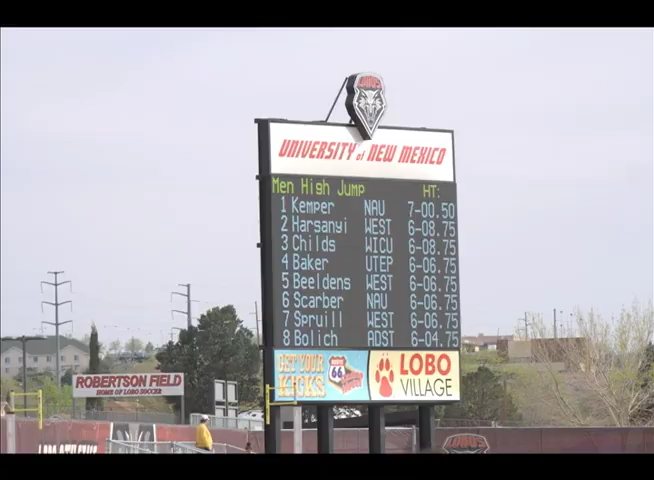 LOBOS
UNIVERSITY of NEW MEXICO
Men High Jump HT:
1 Kemper NAU 7-00.50
2 Harsanyi WEST 6-08.75
3 Childs WICU 6-08.75
4 Baker UTEP 6-06.75
5 Beeldens WEST 6-06.75
6 Scarber NAU 6-06.75
7 Spruill WEST 6-06.75
8 Bolich ADST 6-04.75
GET YOUR
KICKS
66
LOBO
VILLAGE
ROBERTSON FIELD
HOME OF LOBO SOCCER